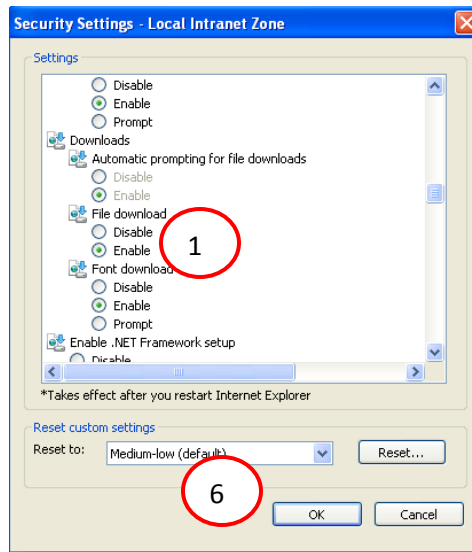 Security Settings - Local Intranet Zone
Settings
Disable
Enable
Prompt
Downloads
Automatic prompting for file downloads
Disable
Enable
File download
Disable
Enable
1
Font download
Disable
Enable
Prompt
Enable .NET Framework setup
Disable
*Takes effect after you restart Internet Explorer
Reset custom settings
Reset to: Medium-low (default) Reset...
6
OK Cancel